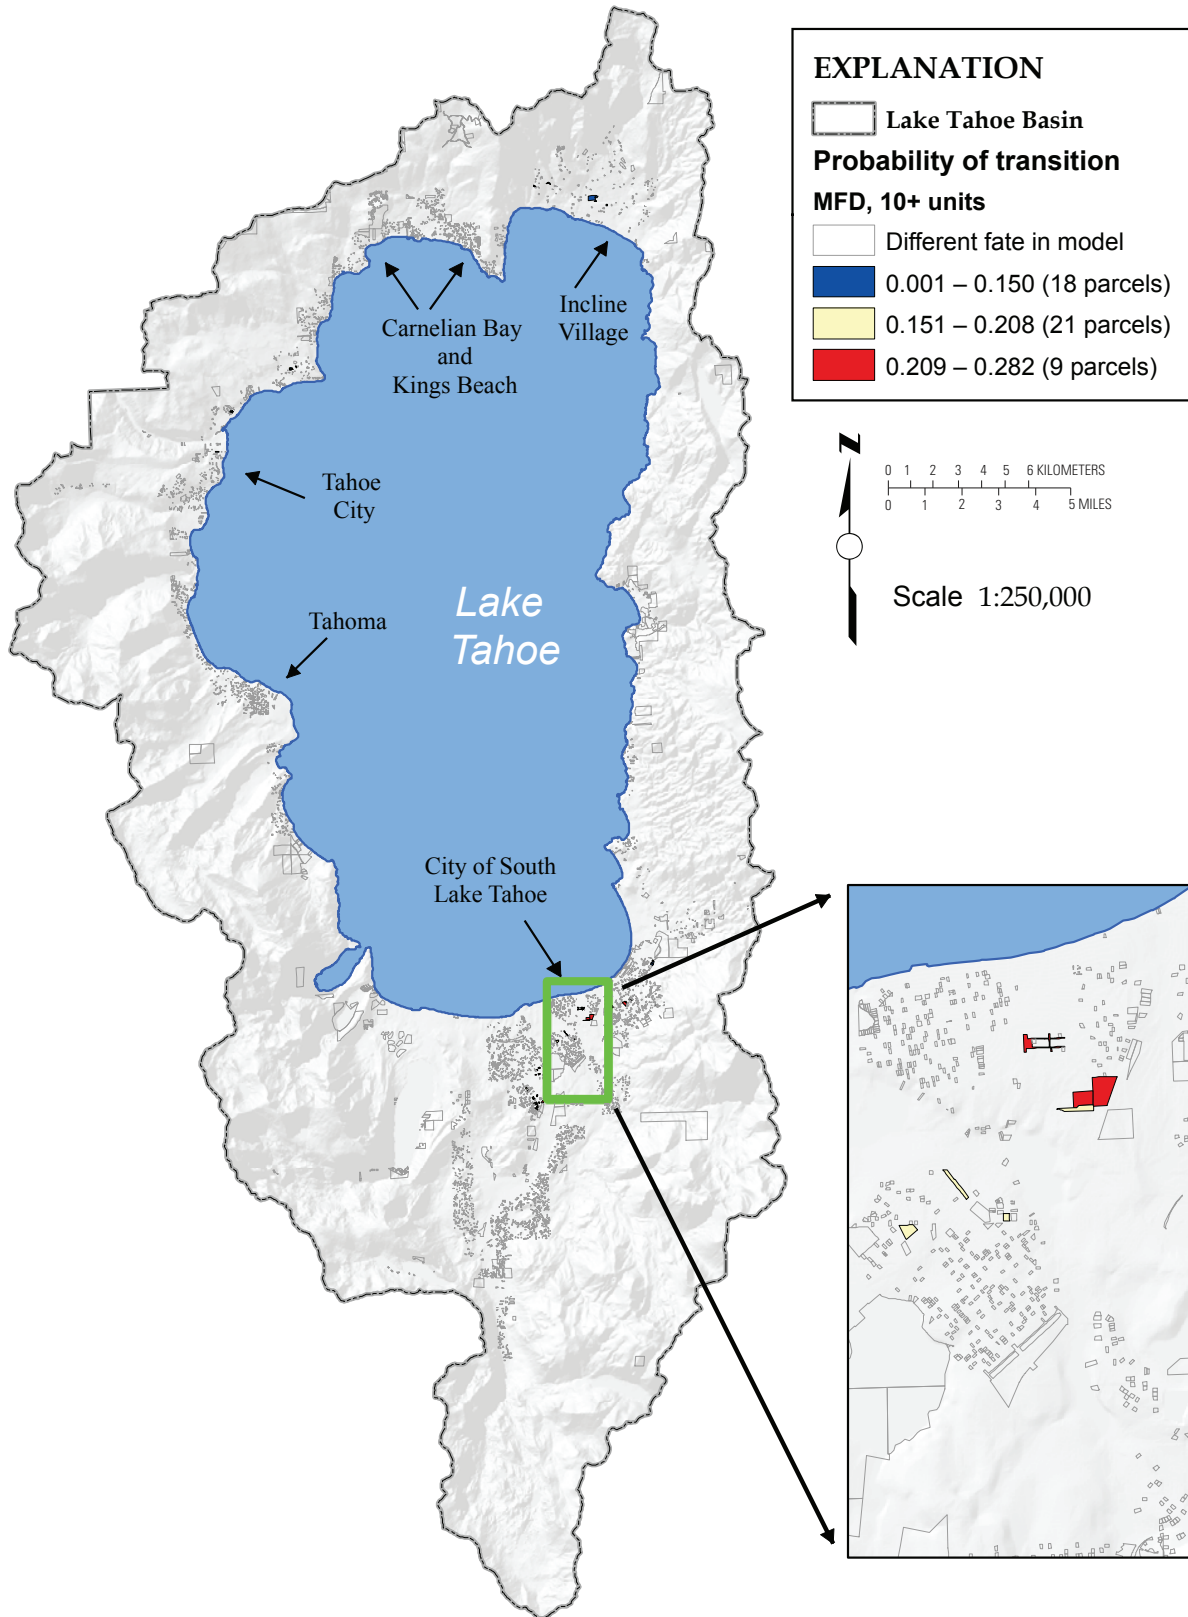 EXPLANATION
Lake Tahoe Basin
Probability of transition
MFD, 10+ units
Different fate in model
0.001 – 0.150 (18 parcels)
0.151 – 0.208 (21 parcels)
0.209 – 0.282 (9 parcels)
N
0 1 2 3 4 5 6 KILOMETERS
0 1 2 3 4 5 MILES
Scale 1:250,000
Carnelian Bay
and
Kings Beach
Incline
Village
Tahoe
City
Lake
Tahoe
Tahoma
City of South
Lake Tahoe